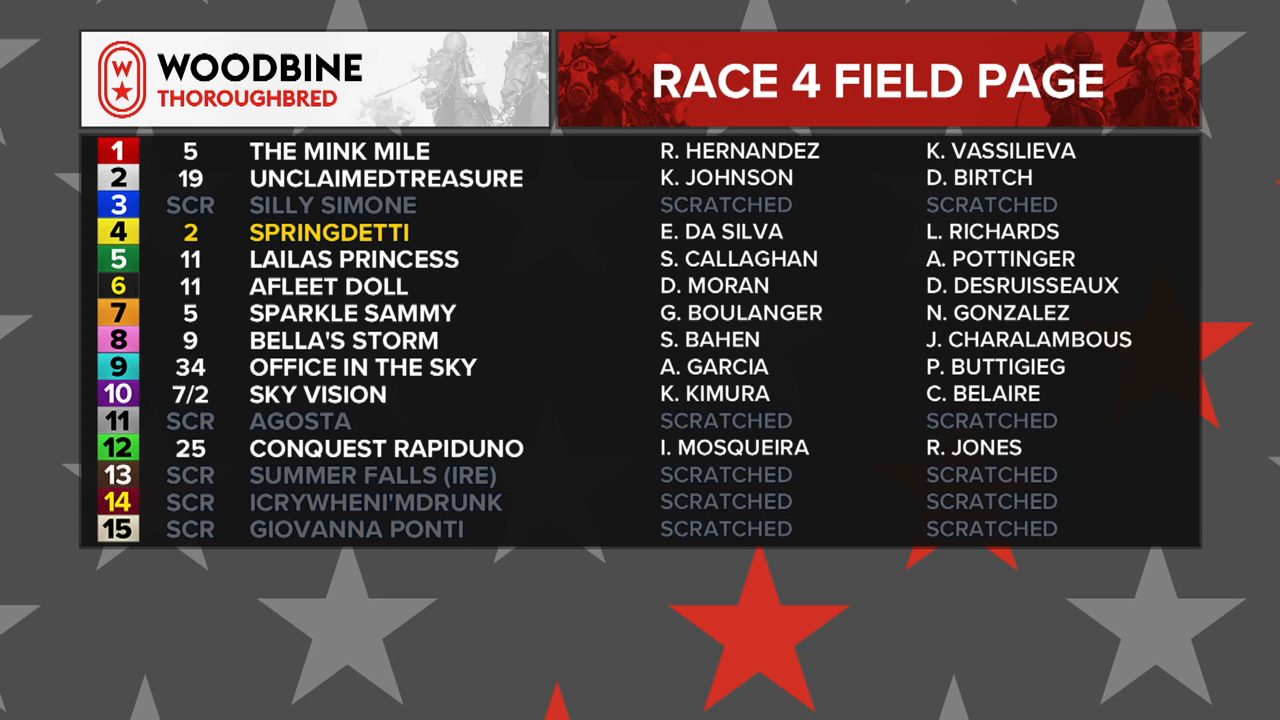 W
WOODBINE
THOROUGHBRED
RACE 4 FIELD PAGE
1 5 THE MINK MILE R. HERNANDEZ K. VASSILIEVA
2 19 UNCLAIMEDTREASURE K. JOHNSON D. BIRTCH
3 SCR SILLY SIMONE SCRATCHED SCRATCHED
4 2 SPRINGDETTI E. DA SILVA L. RICHARDS
5 11 LAILAS PRINCESS S. CALLAGHAN A. POTTINGER
6 11 AFLEET DOLL D. MORAN D. DESRUISSEAUX
7 5 SPARKLE SAMMY G. BOULANGER N. GONZALEZ
8 9 BELLA'S STORM S. BAHEN J. CHARALAMBOUS
9 34 OFFICE IN THE SKY A. GARCIA P. BUTTIGIEG
10 7/2 SKY VISION K. KIMURA C. BELAIRE
11 SCR AGOSTA SCRATCHED SCRATCHED
12 25 CONQUEST RAPIDUNO I. MOSQUEIRA R. JONES
13 SCR SUMMER FALLS (IRE) SCRATCHED SCRATCHED
14 SCR ICRYWHENI'MDRUNK SCRATCHED SCRATCHED
15 SCR GIOVANNA PONTI SCRATCHED SCRATCHED